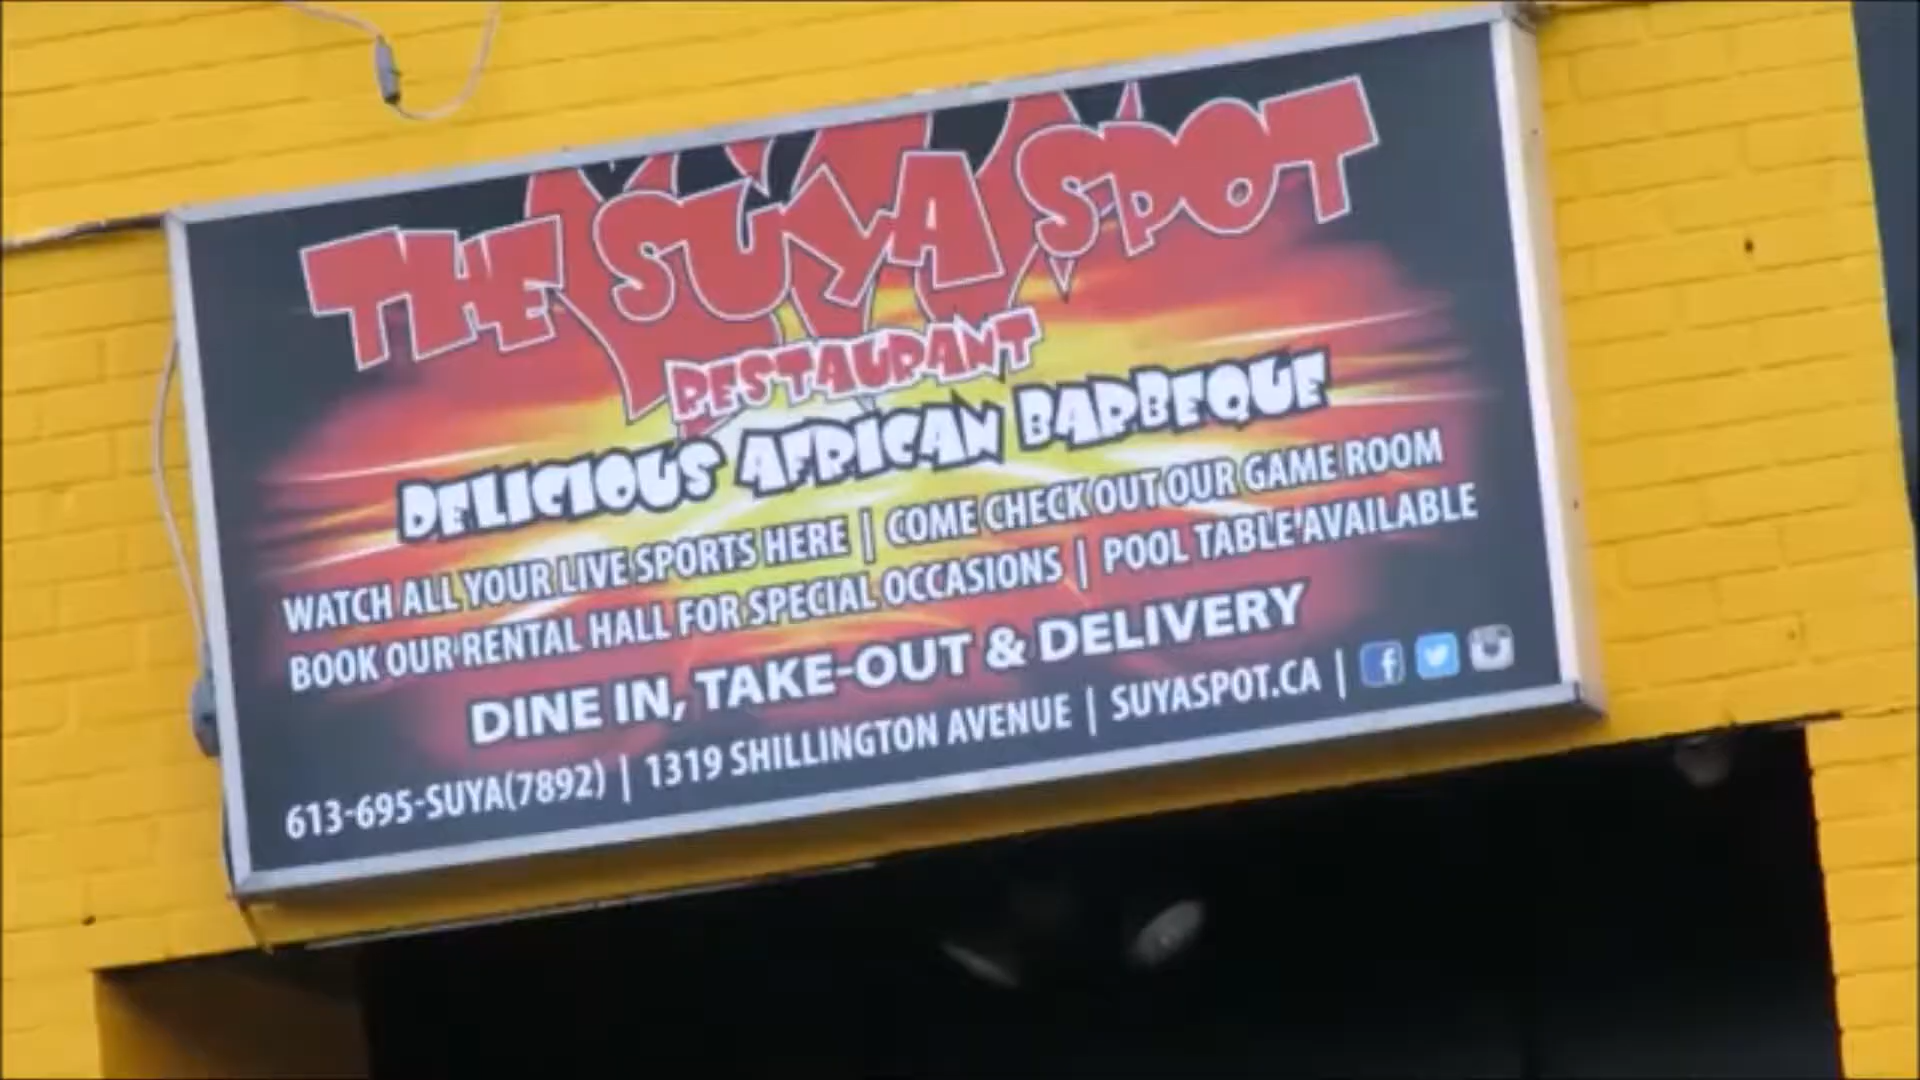 THE SUYA SPOT
RESTAURANT
DELICIOUS AFRICAN BARBEQUE
WATCH ALL YOUR LIVE SPORTS HERE | COME CHECK OUT OUR GAME ROOM
BOOK OUR RENTAL HALL FOR SPECIAL OCCASIONS | POOL TABLE AVAILABLE
DINE IN, TAKE-OUT & DELIVERY
613-695-SUYA(7892) | 1319 SHILLINGTON AVENUE | SUYASPOT.CA |